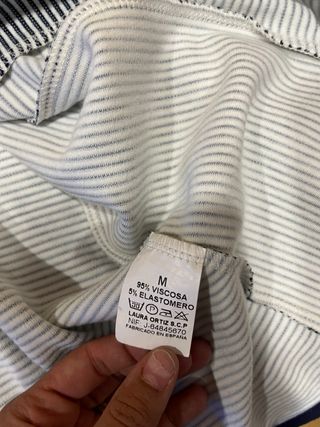 M
95% VISCOSA
5% ELASTOMERO
P
LAURA ORTIZ S.C.P
NIF: J-84845670
FABRICADO EN ESPAÑA